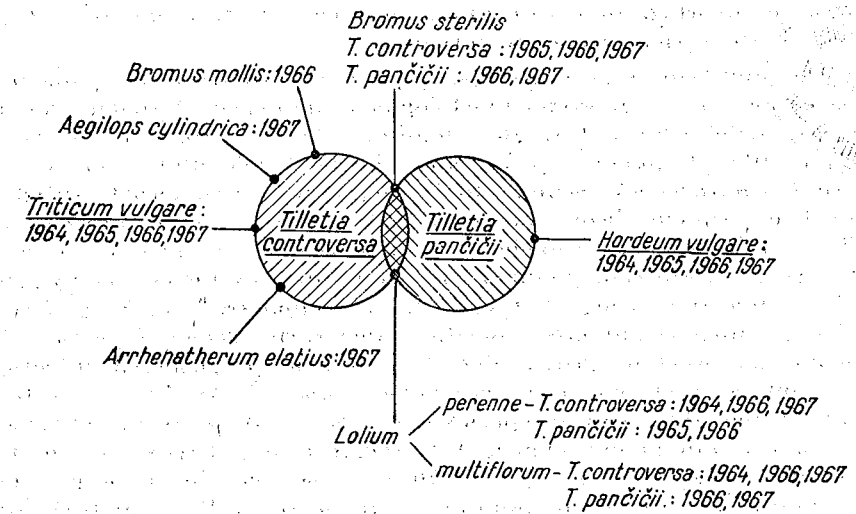 Bromus sterilis
T. controversa : 1965, 1966, 1967
T. pančičii : 1966, 1967
Bromus mollis: 1966
Aegilops cylindrica: 1967
Triticum vulgare :
1964, 1965, 1966, 1967
Tilletia
controversa
Tilletia
pančičii
Hordeum vulgare :
1964, 1965, 1966, 1967
Arrhenatherum elatius: 1967
Lolium
perenne – T. controversa : 1964, 1966, 1967
T. pančičii : 1965, 1966
multiflorum – T. controversa : 1964, 1966, 1967
T. pančičii. : 1966, 1967